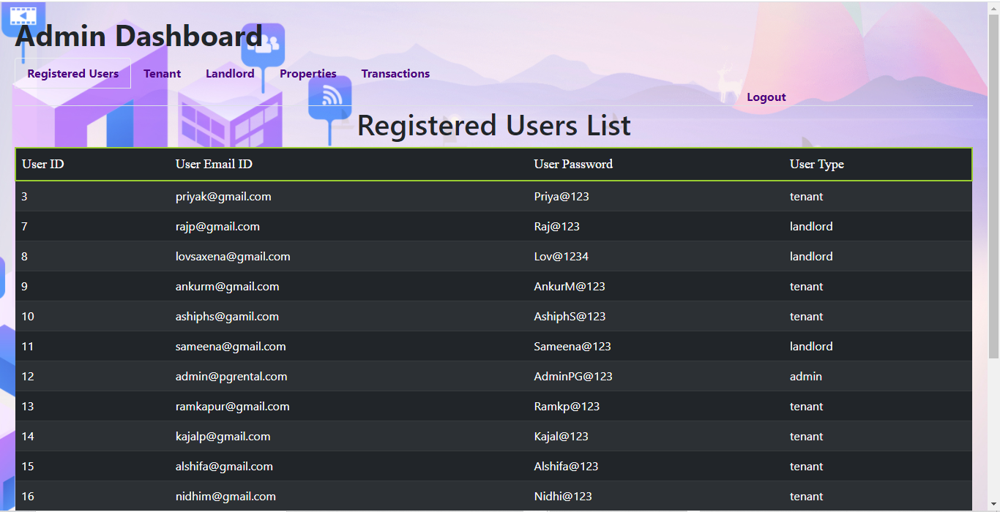 Admin Dashboard
Registered Users Tenant Landlord Properties Transactions
Logout
Registered Users List
User ID User Email ID User Password User Type
3 priyak@gmail.com Priya@123 tenant
7 rajp@gmail.com Raj@123 landlord
8 lovsaxena@gmail.com Lov@1234 landlord
9 ankurm@gmail.com AnkurM@123 tenant
10 ashiphs@gamil.com AshiphS@123 tenant
11 sameena@gmail.com Sameena@123 landlord
12 admin@pgrental.com AdminPG@123 admin
13 ramkapur@gmail.com Ramkp@123 tenant
14 kajalp@gmail.com Kajal@123 tenant
15 alshifa@gmail.com Alshifa@123 tenant
16 nidhim@gmail.com Nidhi@123 tenant